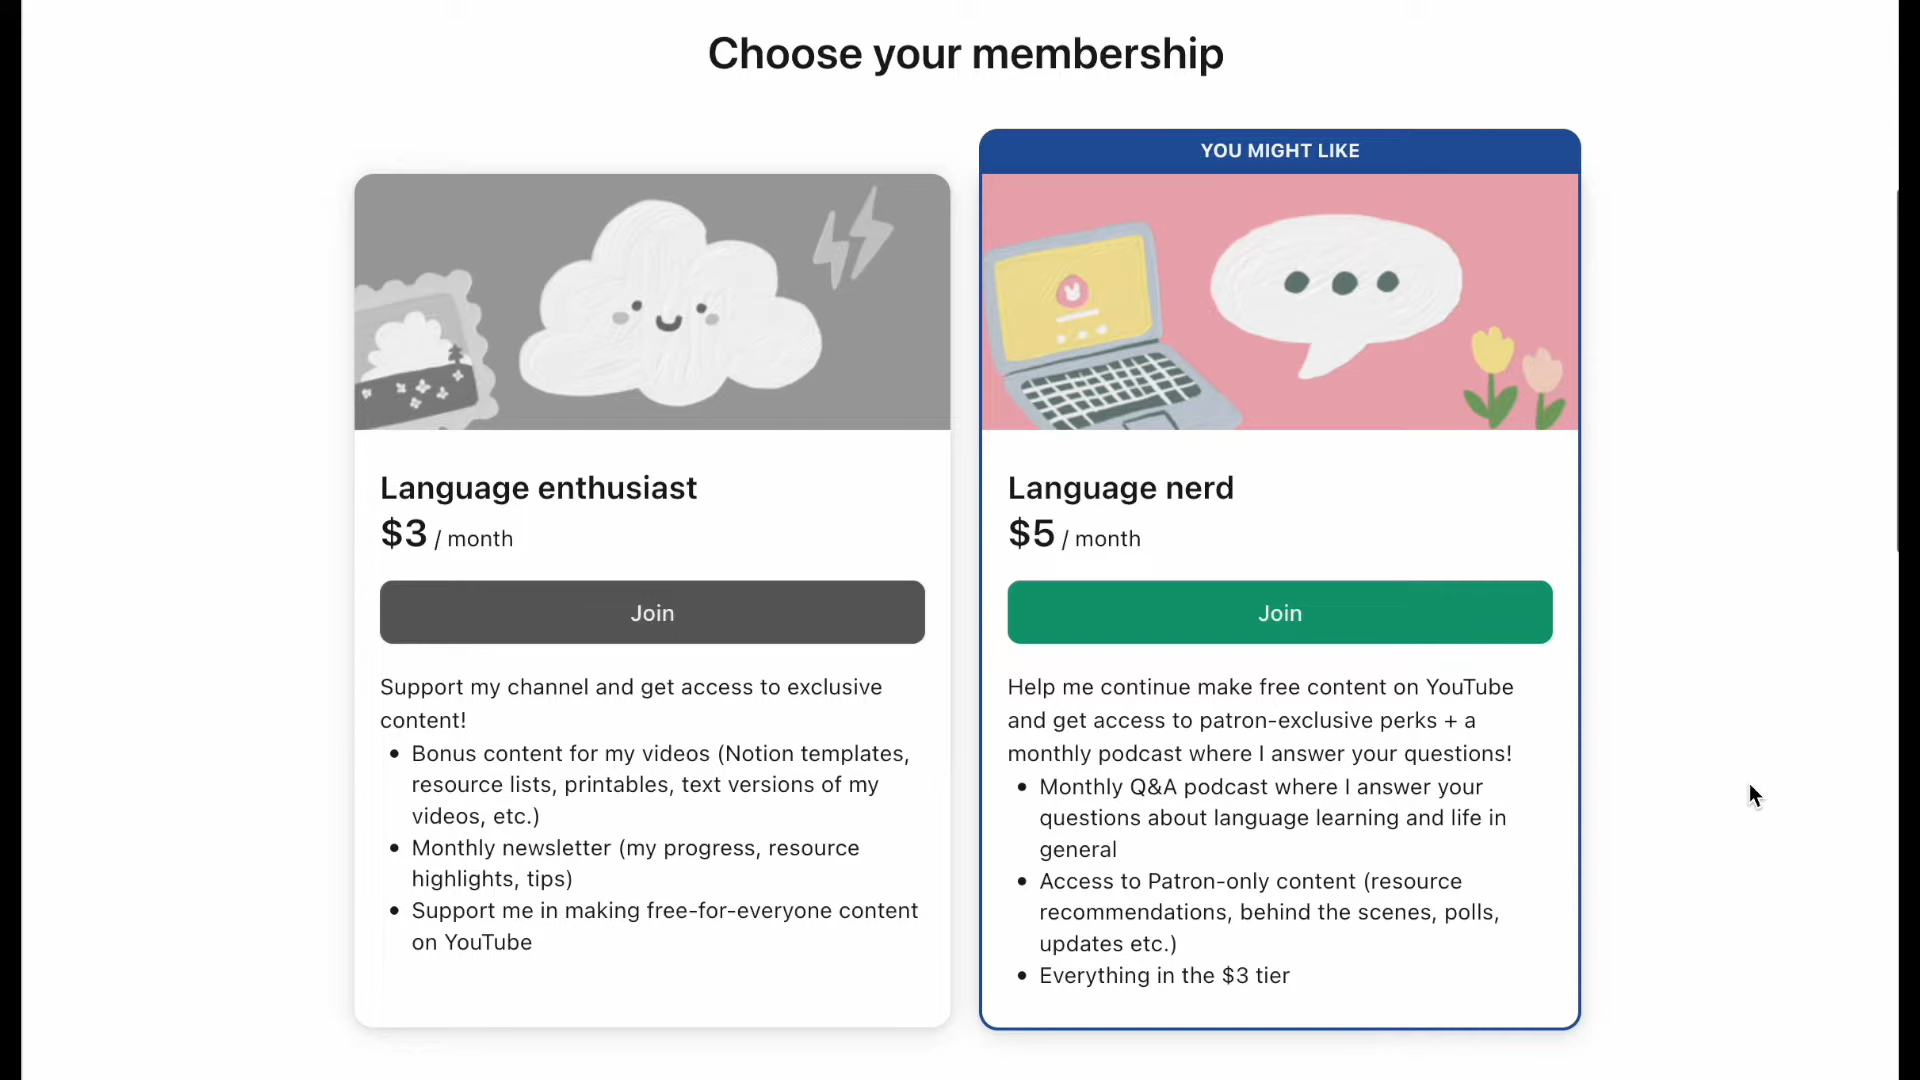 Choose your membership
YOU MIGHT LIKE
Language enthusiast
$3 / month
Join
Support my channel and get access to exclusive
content!
• Bonus content for my videos (Notion templates,
resource lists, printables, text versions of my
videos, etc.)
• Monthly newsletter (my progress, resource
highlights, tips)
• Support me in making free-for-everyone content
on YouTube
Language nerd
$5 / month
Join
Help me continue make free content on YouTube
and get access to patron-exclusive perks + a
monthly podcast where I answer your questions!
• Monthly Q&A podcast where I answer your
questions about language learning and life in
general
• Access to Patron-only content (resource
recommendations, behind the scenes, polls,
updates etc.)
• Everything in the $3 tier